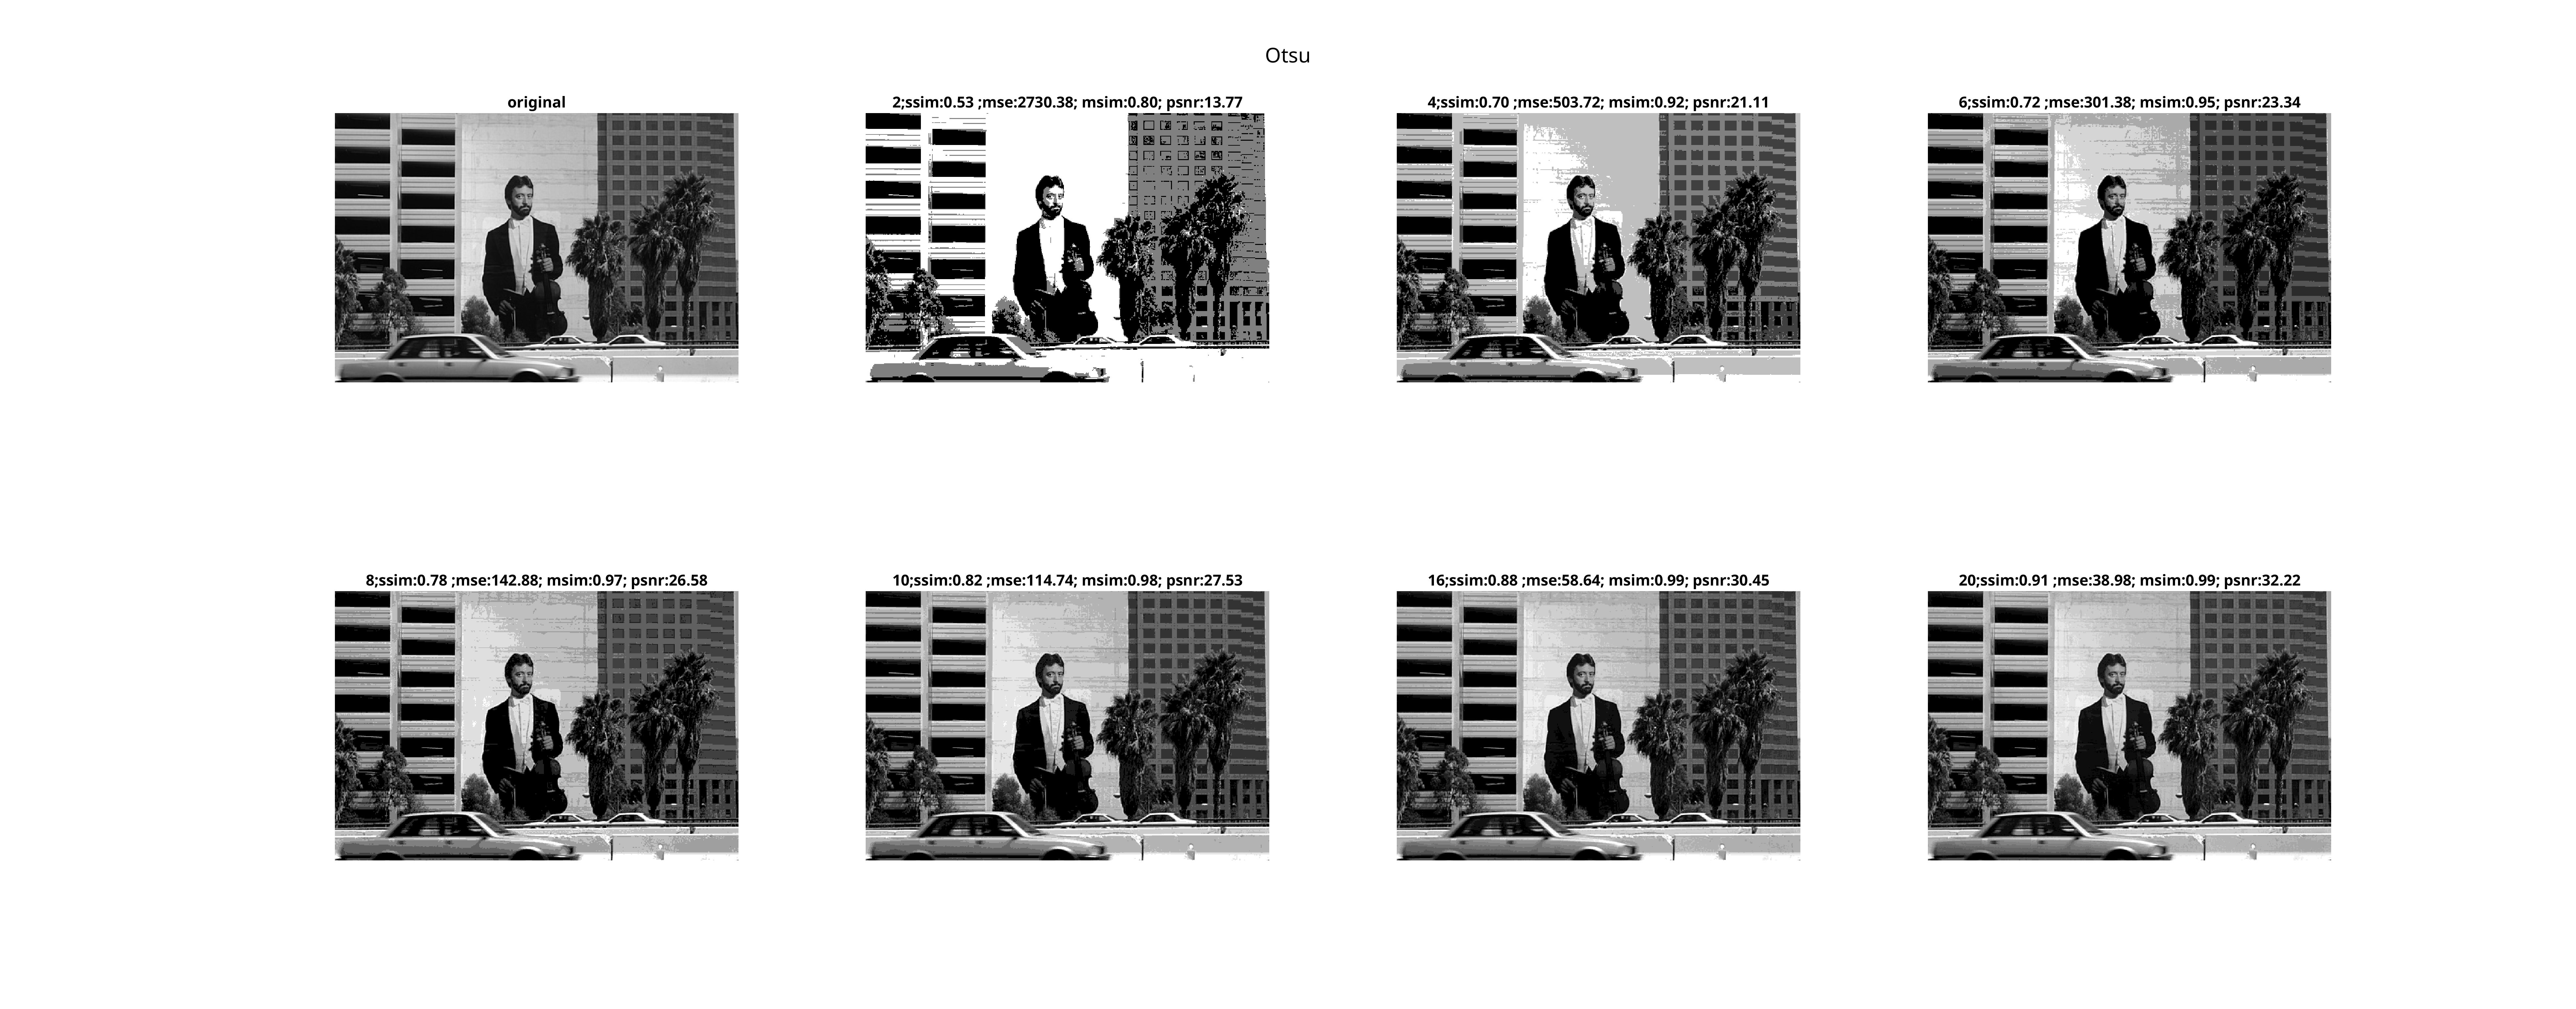 Otsu
original
2;ssim:0.53 ;mse:2730.38; msim:0.80; psnr:13.77
4;ssim:0.70 ;mse:503.72; msim:0.92; psnr:21.11
6;ssim:0.72 ;mse:301.38; msim:0.95; psnr:23.34
8;ssim:0.78 ;mse:142.88; msim:0.97; psnr:26.58
10;ssim:0.82 ;mse:114.74; msim:0.98; psnr:27.53
16;ssim:0.88 ;mse:58.64; msim:0.99; psnr:30.45
20;ssim:0.91 ;mse:38.98; msim:0.99; psnr:32.22